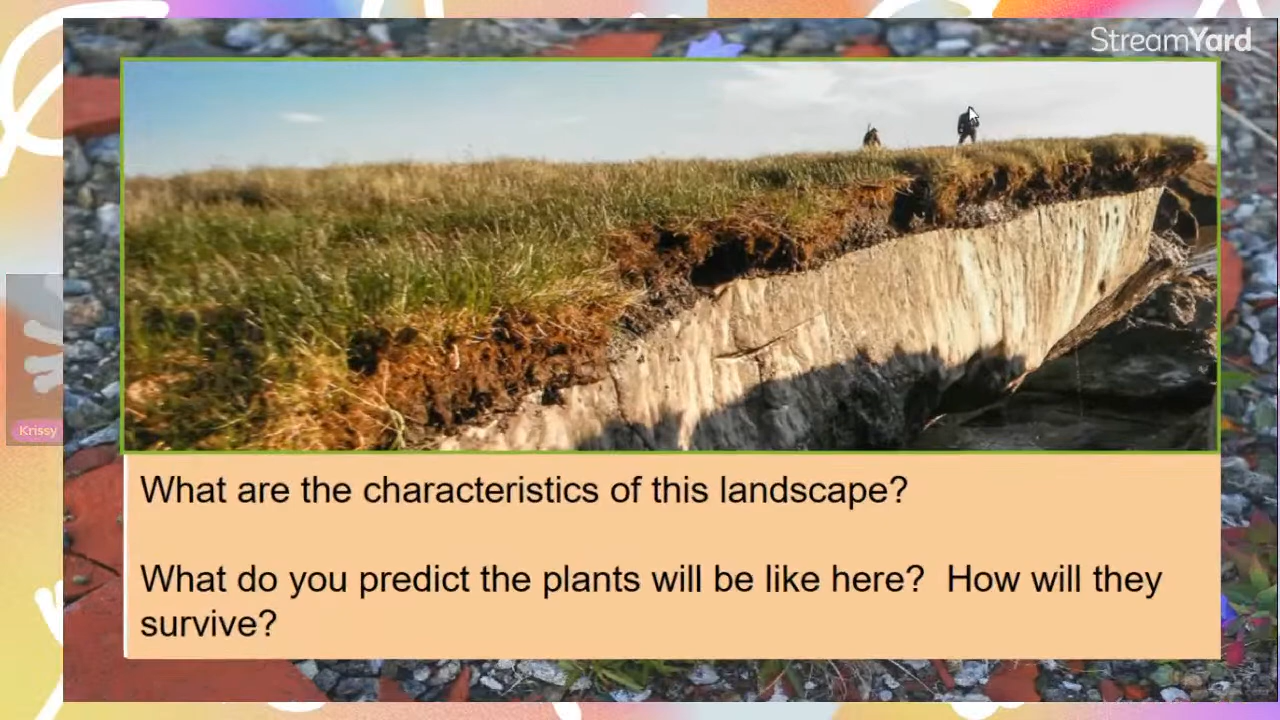 StreamYard
Krissy
What are the characteristics of this landscape?
What do you predict the plants will be like here?  How will they
survive?